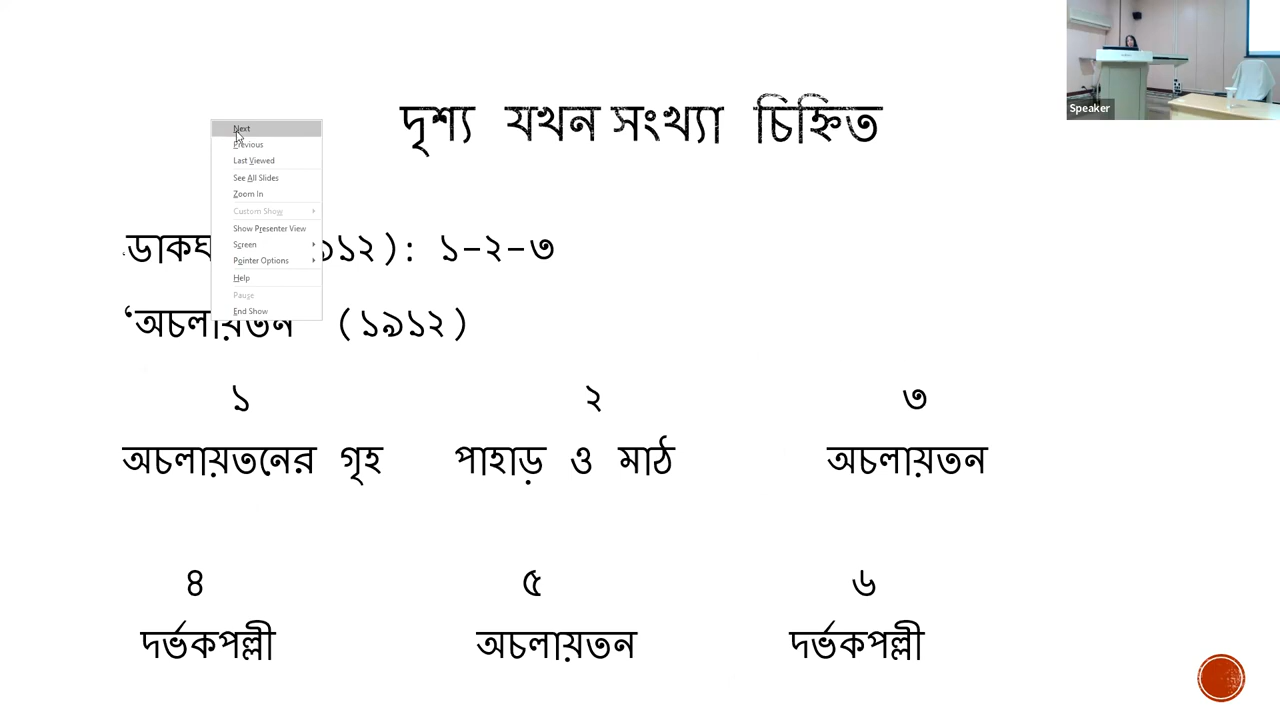 দৃশ্য যখন সংখ্যা চিহ্নিত
Speaker
Next
Previous
Last Viewed
See All Slides
Zoom In
Custom Show
Show Presenter View
Screen
Pointer Options
Help
Pause
End Show
১২): ১-২-৩
‘অচলায়তন (১৯১২)
১ ২ ৩
অচলায়তনের গৃহ পাহাড় ও মাঠ অচলায়তন
৪ ৫ ৬
দর্ভকপল্লী অচলায়তন দর্ভকপল্লী